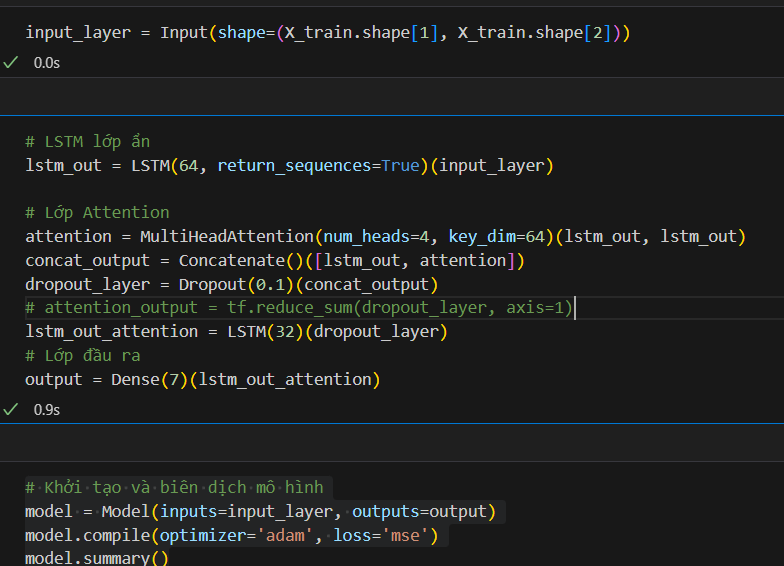 input_layer = Input(shape=(X_train.shape[1], X_train.shape[2]))
0.0s
# LSTM lớp ẩn
lstm_out = LSTM(64, return_sequences=True)(input_layer)
# Lớp Attention
attention = MultiHeadAttention(num_heads=4, key_dim=64)(lstm_out, lstm_out)
concat_output = Concatenate()([lstm_out, attention])
dropout_layer = Dropout(0.1)(concat_output)
# attention_output = tf.reduce_sum(dropout_layer, axis=1)
lstm_out_attention = LSTM(32)(dropout_layer)
# Lớp đầu ra
output = Dense(7)(lstm_out_attention)
0.9s
# Khởi tạo và biên dịch mô hình
model = Model(inputs=input_layer, outputs=output)
model.compile(optimizer='adam', loss='mse')
model.summary()